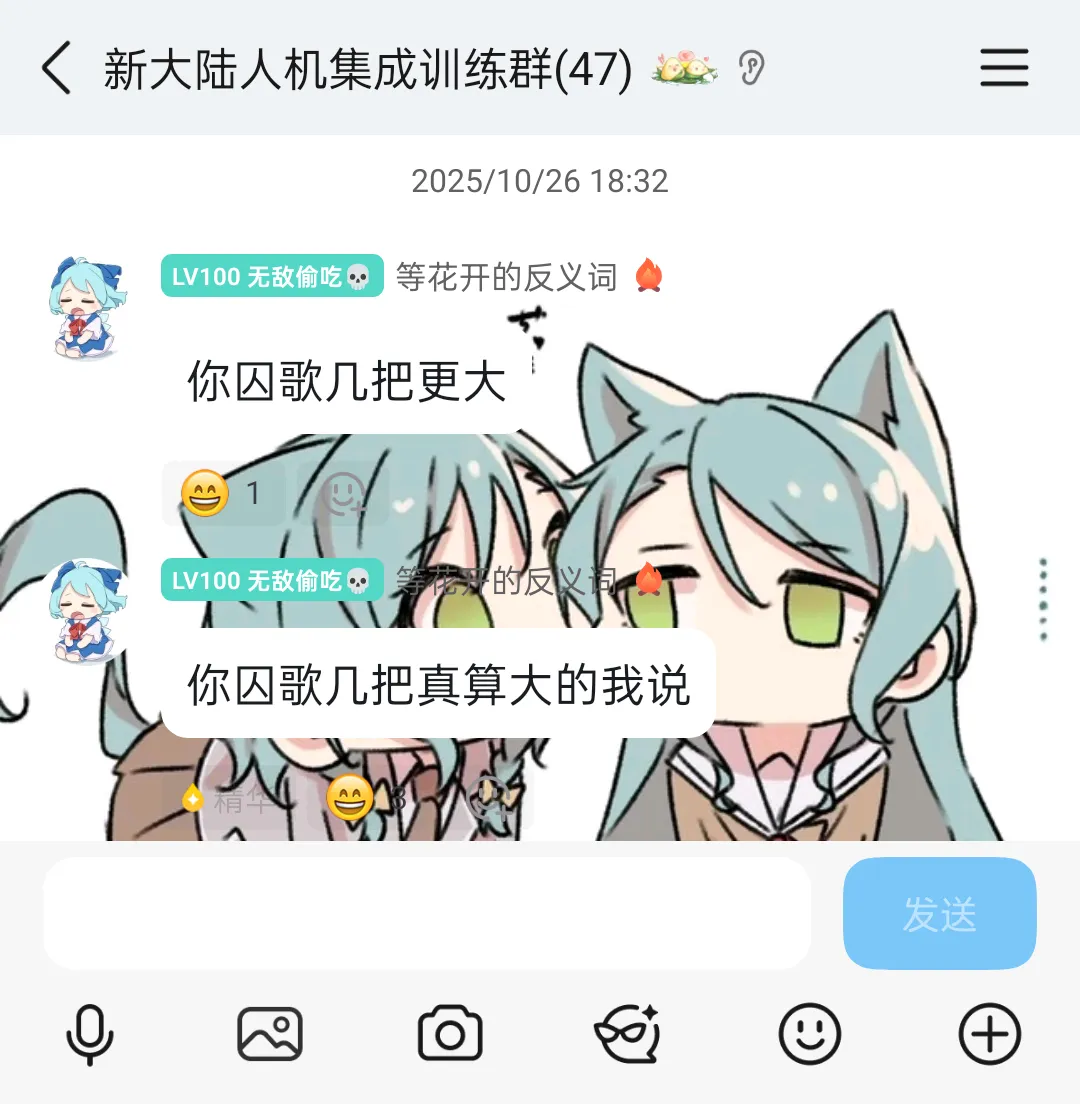 新大陆人机集成训练群(47)
2025/10/26 18:32
LV100 无敌偷吃💀 等花开的反义词 🔥
你囚歌几把更大
😄 1
LV100 无敌偷吃💀 等花开的反义词 🔥
你囚歌几把真算大的我说
精华 😄 3
发送